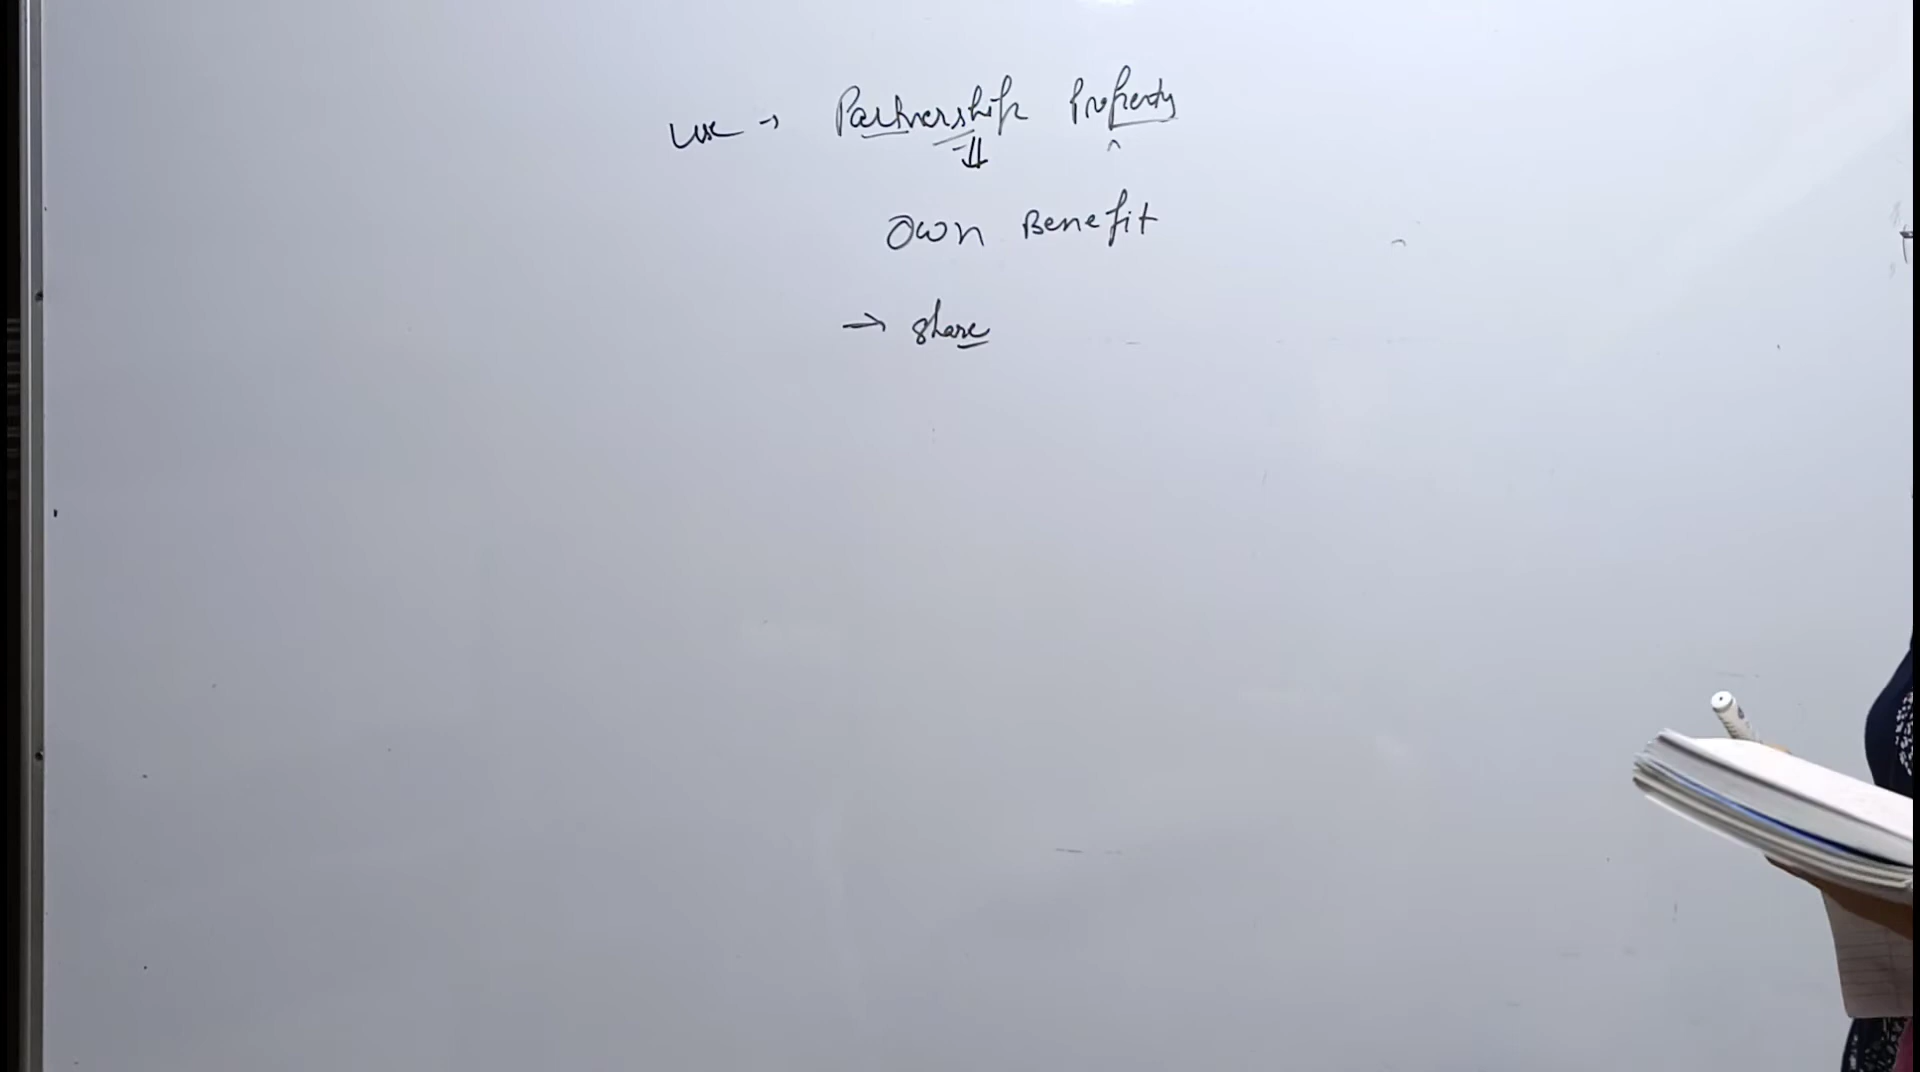 use → Partnership Property
⇓
Own Benefit
→ share